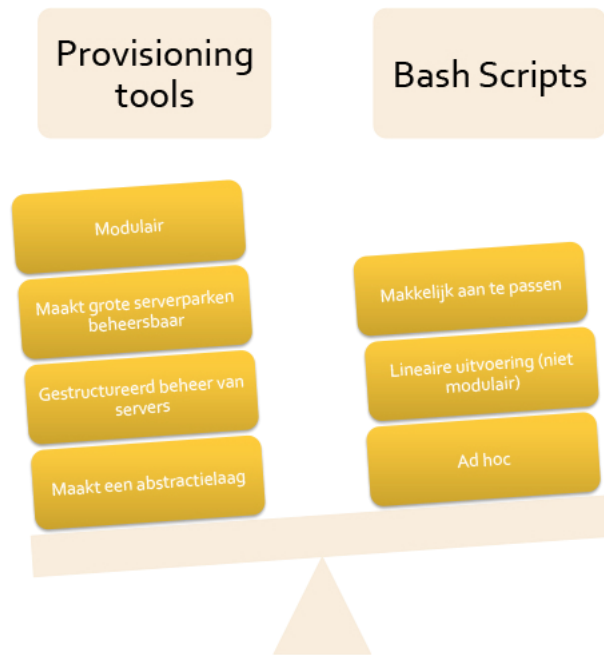 Provisioning
tools
Bash Scripts
Modulair
Maakt grote serverparken
beheersbaar
Gestructureerd beheer van
servers
Maakt een abstractielaag
Makkelijk aan te passen
Lineaire uitvoering (niet
modulair)
Ad hoc